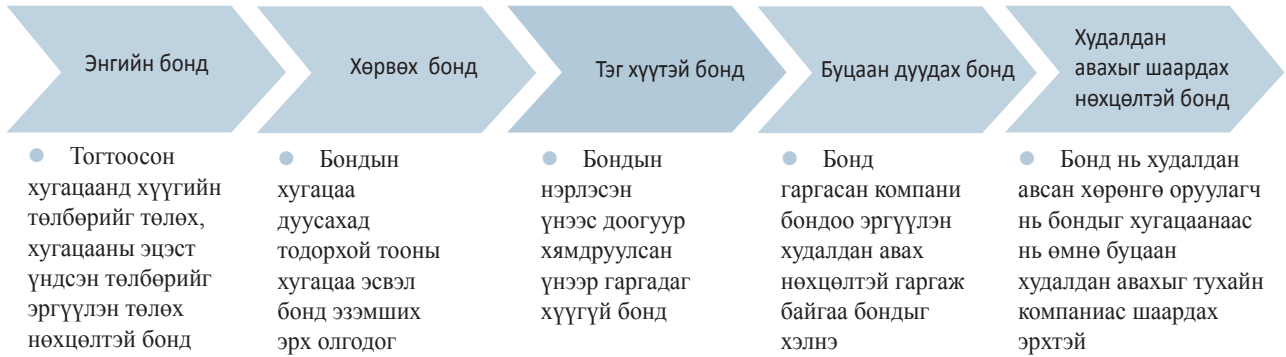 Энгийн бонд
Хөрвөх бонд
Тэг хүүтэй бонд
Буцаан дуудах бонд
Худалдан
авахыг шаардах
нөхцөлтэй бонд
● Тогтоосон
хугацаанд хүүгийн
төлбөрийг төлөх,
хугацааны эцэст
үндсэн төлбөрийг
эргүүлэн төлөх
нөхцөлтэй бонд
● Бондын
хугацаа
дуусахад
тодорхой тооны
хугацаа эсвэл
бонд эзэмших
эрх олгодог
● Бондын
нэрлэсэн
үнээс доогуур
хямдруулсан
үнээр гаргадаг
хүүгүй бонд
● Бонд
гаргасан компани
бондоо эргүүлэн
худалдан авах
нөхцөлтэй гаргаж
байгаа бондыг
хэлнэ
● Бонд нь худалдан
авсан хөрөнгө оруулагч
нь бондыг хугацаанаас
нь өмнө буцаан
худалдан авахыг тухайн
компаниас шаардах
эрхтэй